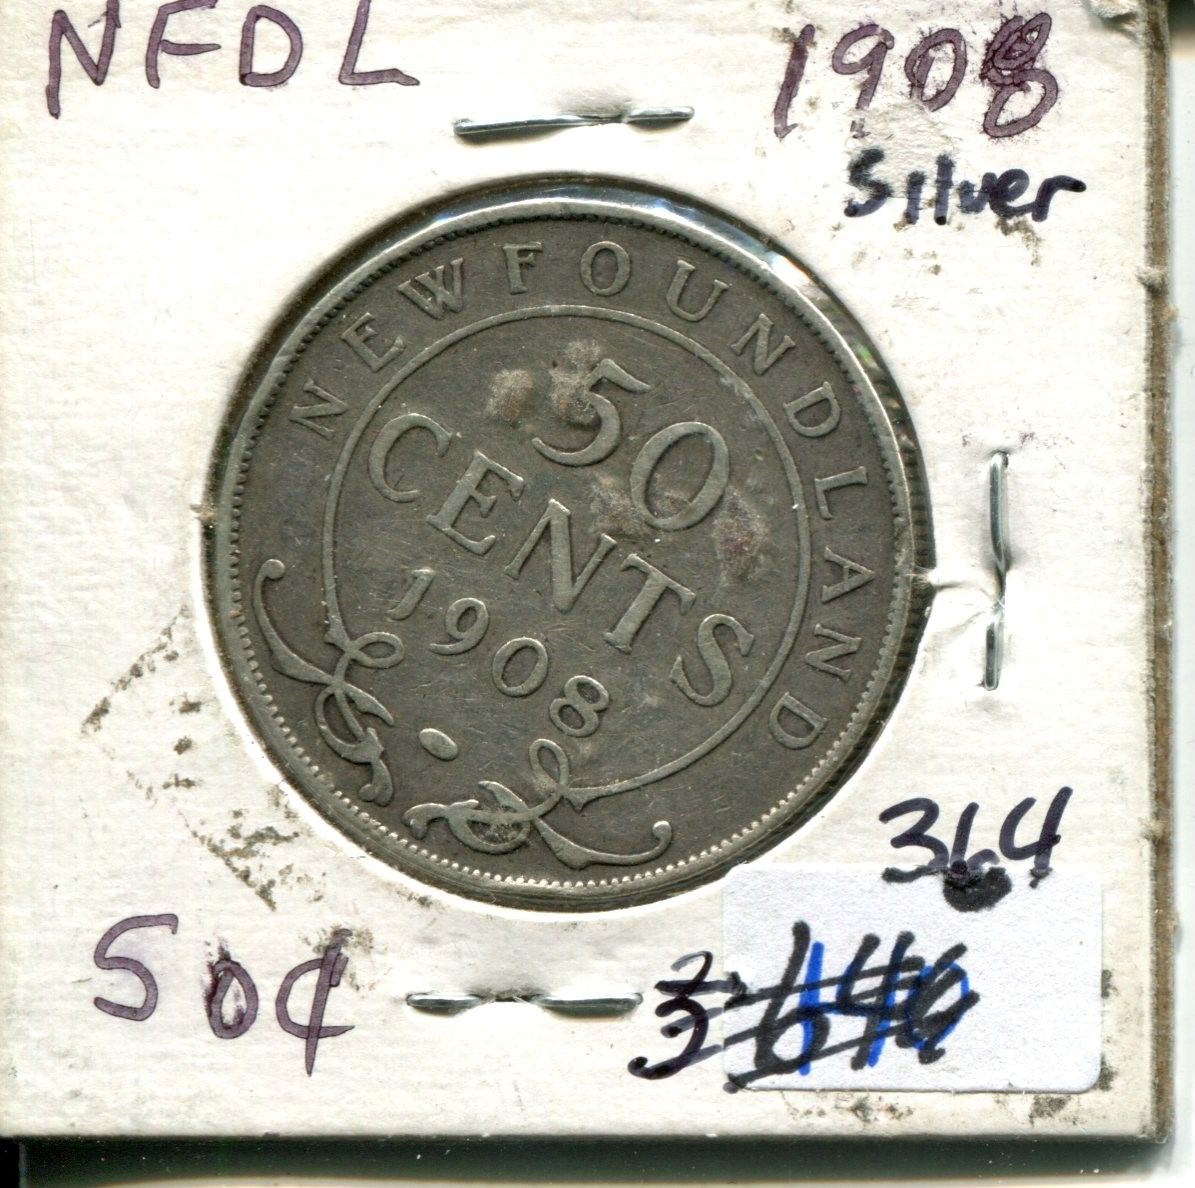 NFDL 1908
Silver
NEWFOUNDLAND
50
CENTS
1908
364
50¢